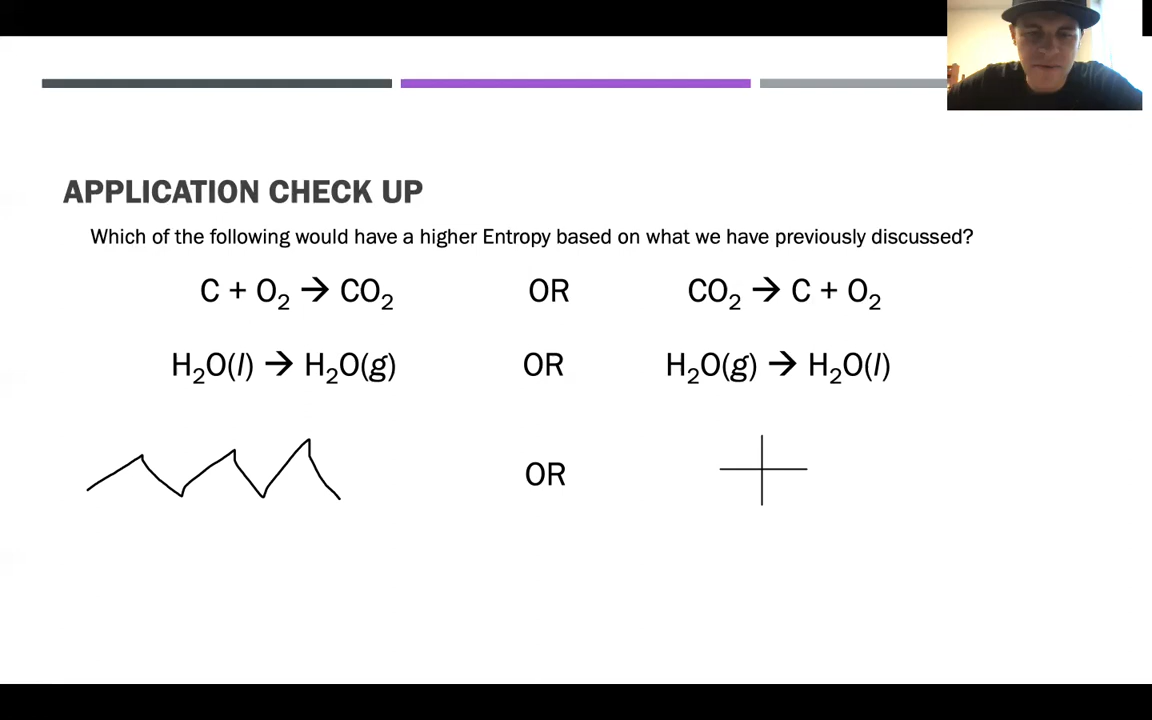 APPLICATION CHECK UP
Which of the following would have a higher Entropy based on what we have previously discussed?
C + O₂ → CO₂ OR CO₂ → C + O₂
H₂O(l) → H₂O(g) OR H₂O(g) → H₂O(l)
OR